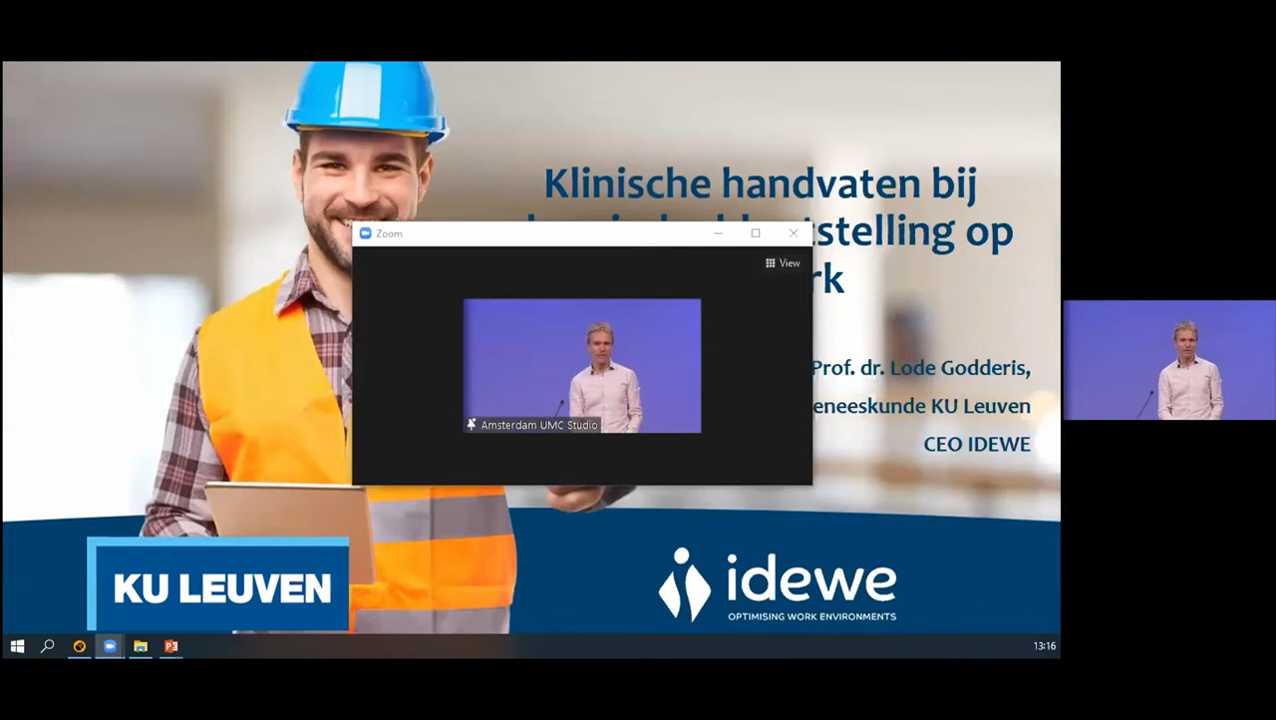 Klinische handvaten bij
tstelling op
rk
Zoom
View
Amsterdam UMC Studio
Prof. dr. Lode Godderis,
eneeskunde KU Leuven
CEO IDEWE
KU LEUVEN
idewe
OPTIMISING WORK ENVIRONMENTS
13:16